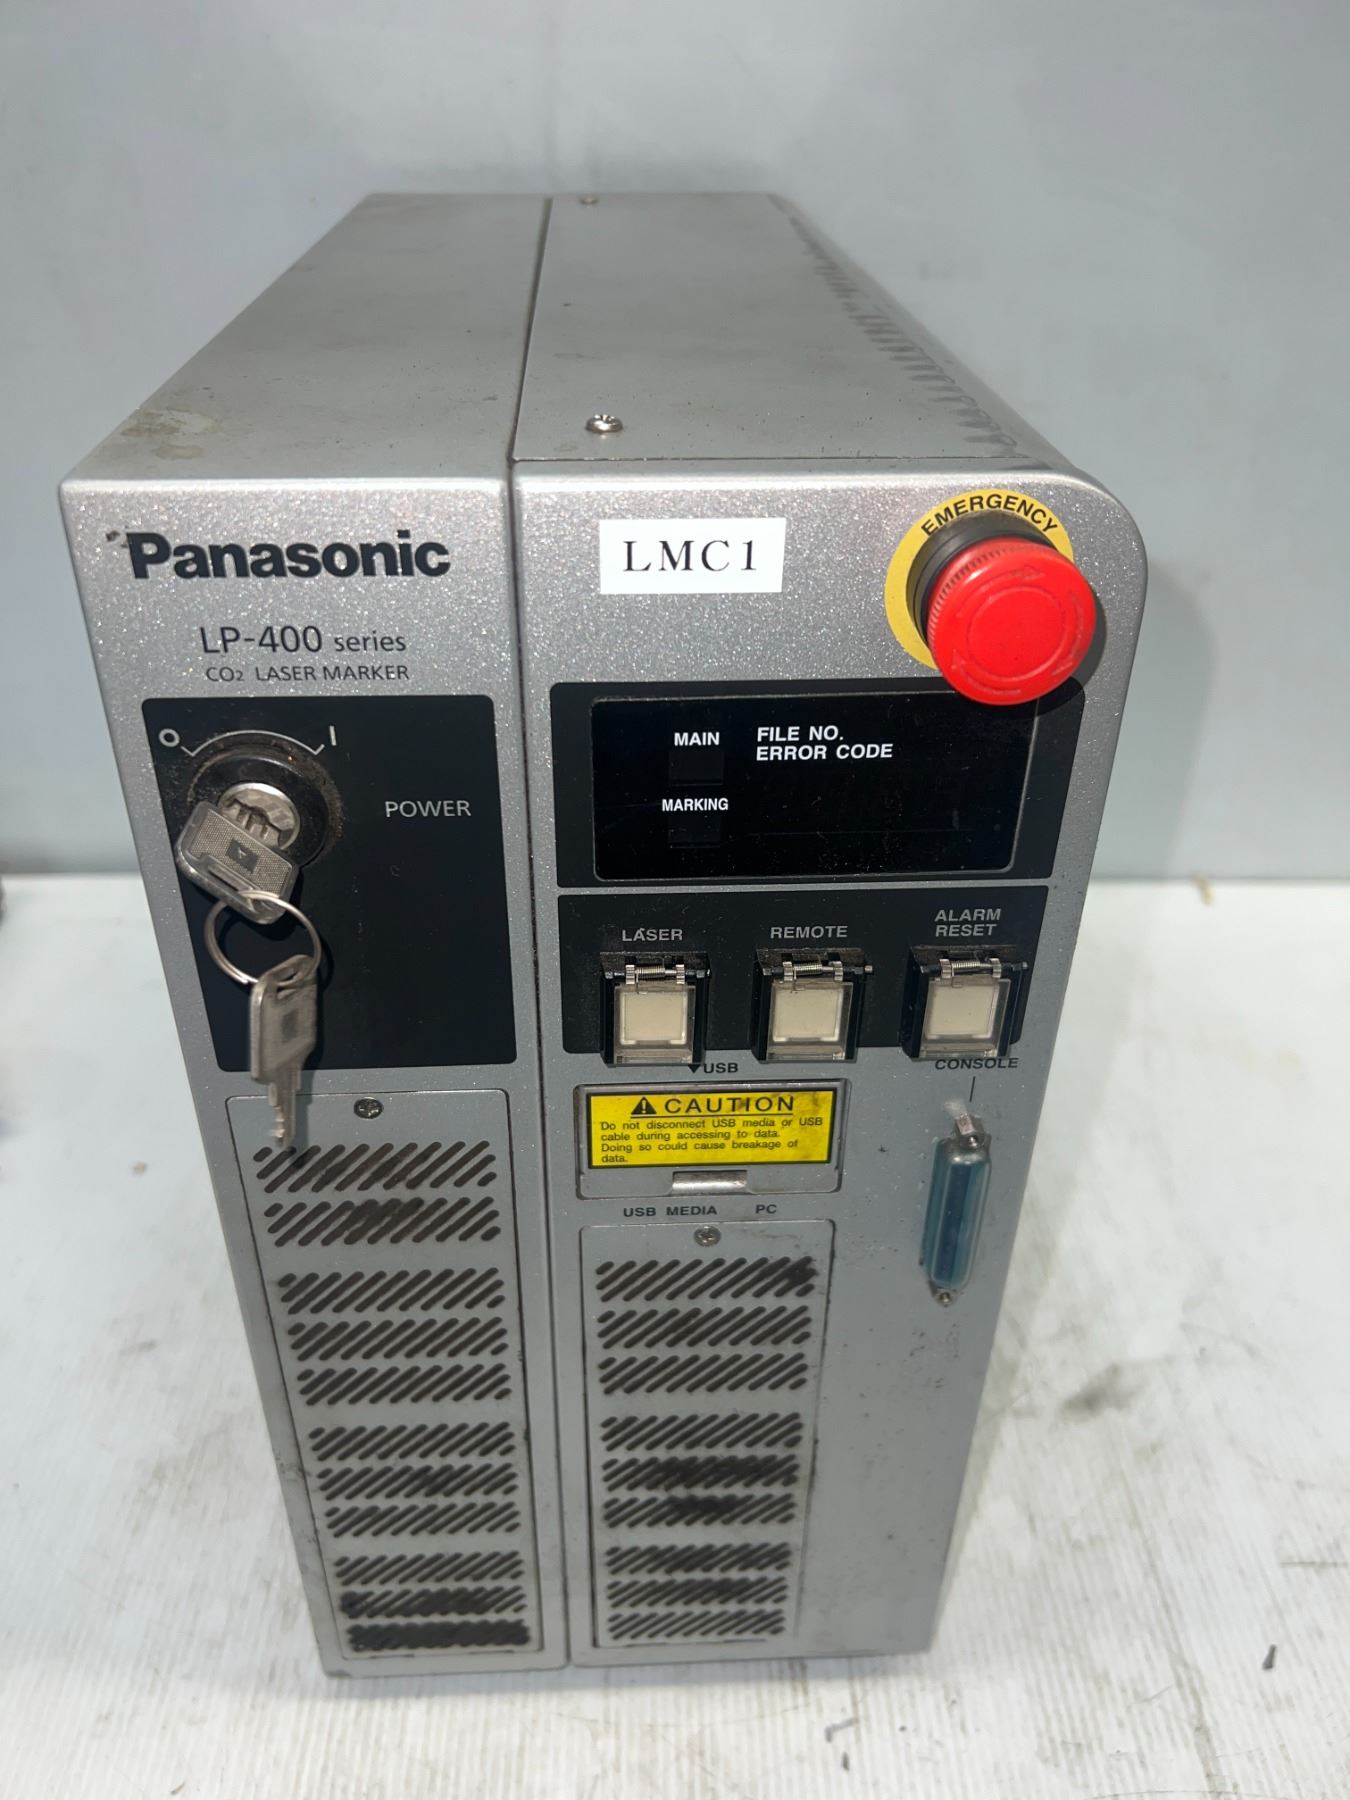 Panasonic
LP-400 series
CO2 LASER MARKER
O I
POWER
LMC1
EMERGENCY
MAIN
FILE NO.
ERROR CODE
MARKING
LASER
REMOTE
ALARM
RESET
▼USB
CONSOLE
⚠ CAUTION
Do not disconnect USB media or USB
cable during accessing to data.
Doing so could cause breakage of
data.
USB MEDIA PC